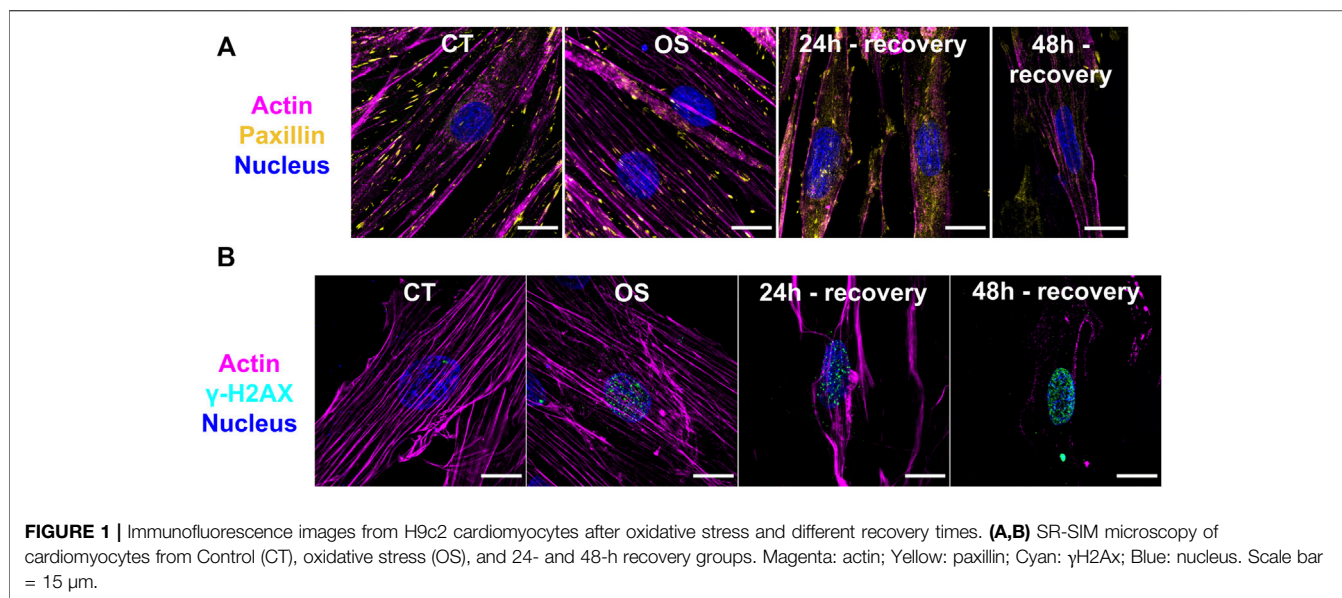 A
CT
OS
24h - recovery
48h -
recovery
Actin
Paxillin
Nucleus
B
CT
OS
24h - recovery
48h - recovery
Actin
γ-H2AX
Nucleus
FIGURE 1 | Immunofluorescence images from H9c2 cardiomyocytes after oxidative stress and different recovery times. (A,B) SR-SIM microscopy of
cardiomyocytes from Control (CT), oxidative stress (OS), and 24- and 48-h recovery groups. Magenta: actin; Yellow: paxillin; Cyan: γH2Ax; Blue: nucleus. Scale bar
= 15 µm.